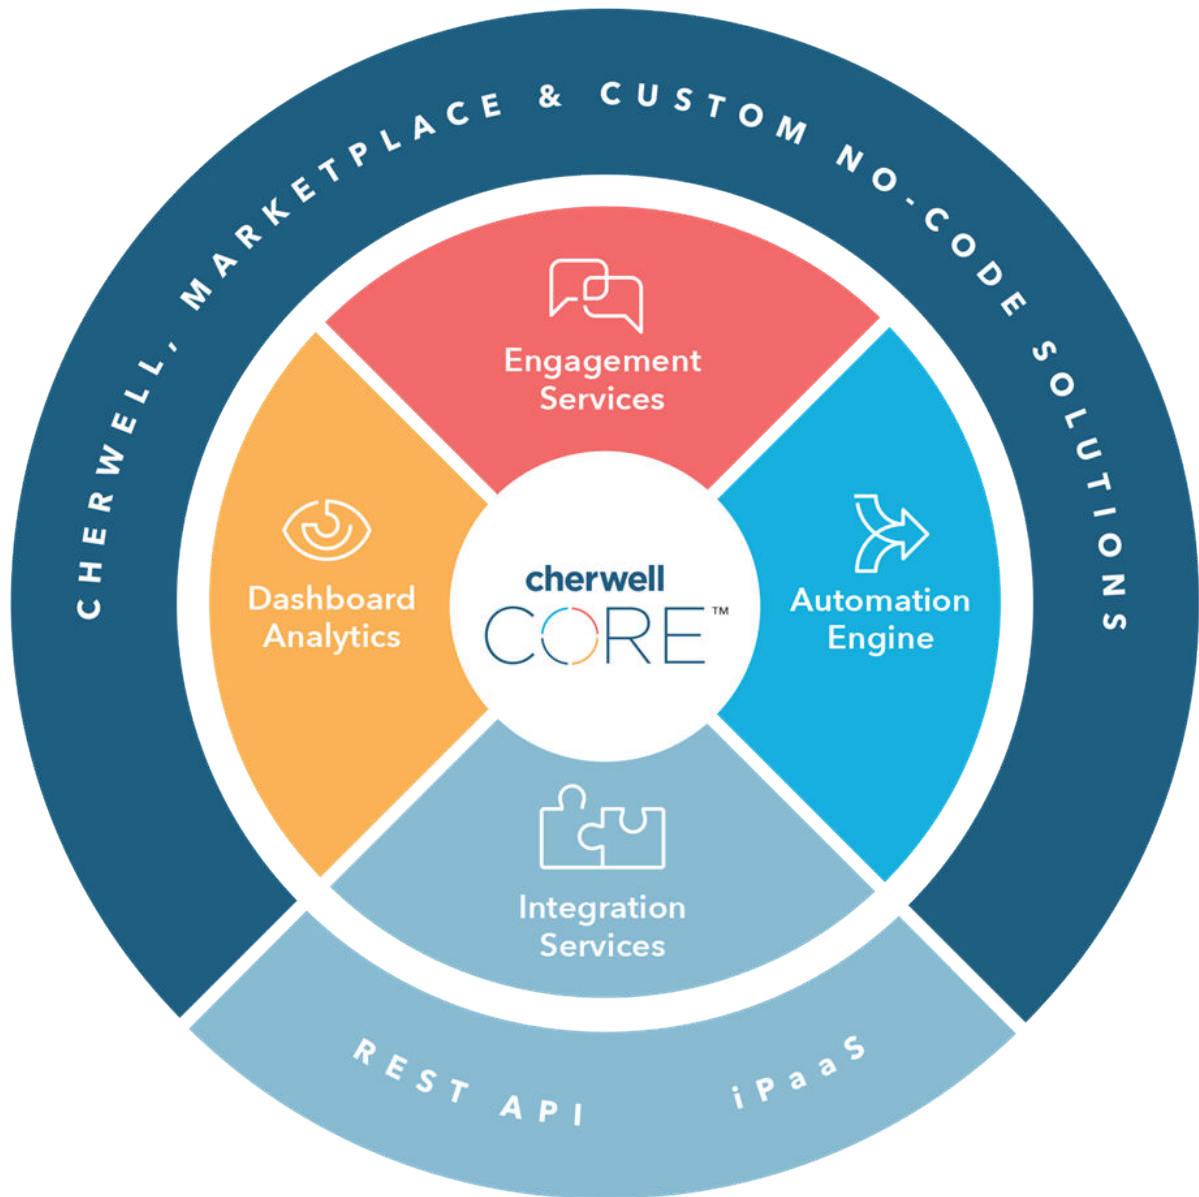 CHERWELL, MARKETPLACE & CUSTOM NO-CODE SOLUTIONS
Engagement
Services
Dashboard
Analytics
cherwell
CORE™
Automation
Engine
Integration
Services
REST API
iPaaS